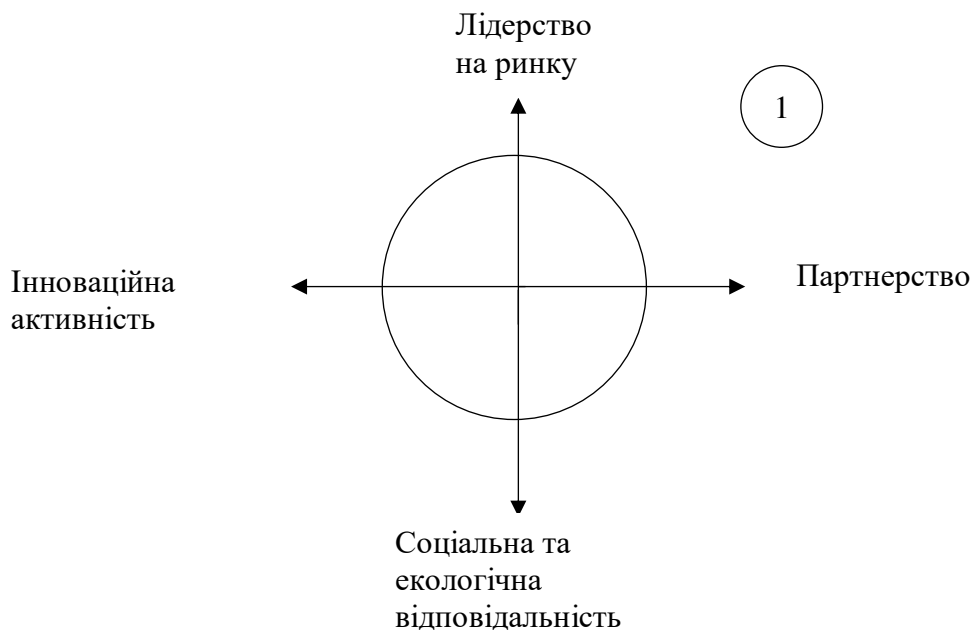 Лідерство
на ринку
1
Інноваційна
активність
Партнерство
Соціальна та
екологічна
відповідальність